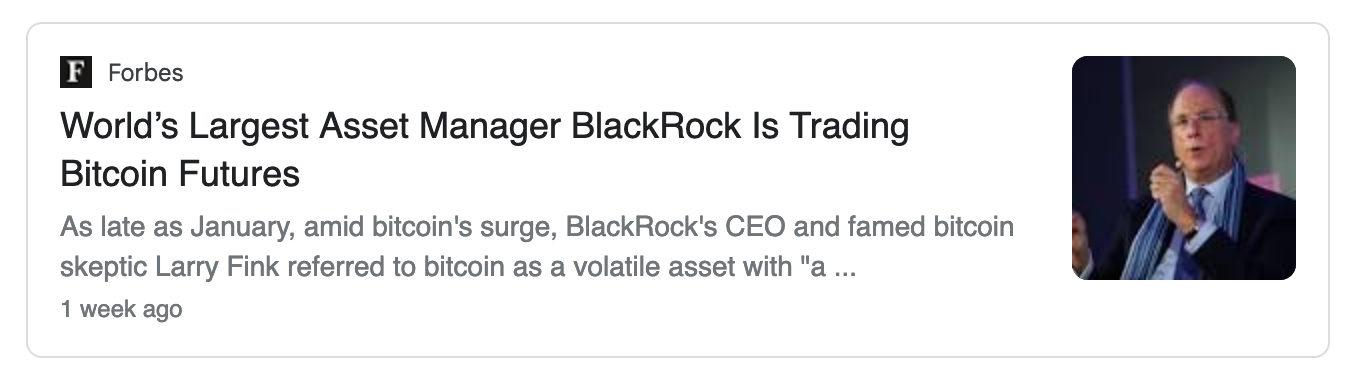 F Forbes
World’s Largest Asset Manager BlackRock Is Trading
Bitcoin Futures
As late as January, amid bitcoin's surge, BlackRock's CEO and famed bitcoin
skeptic Larry Fink referred to bitcoin as a volatile asset with "a ...
1 week ago